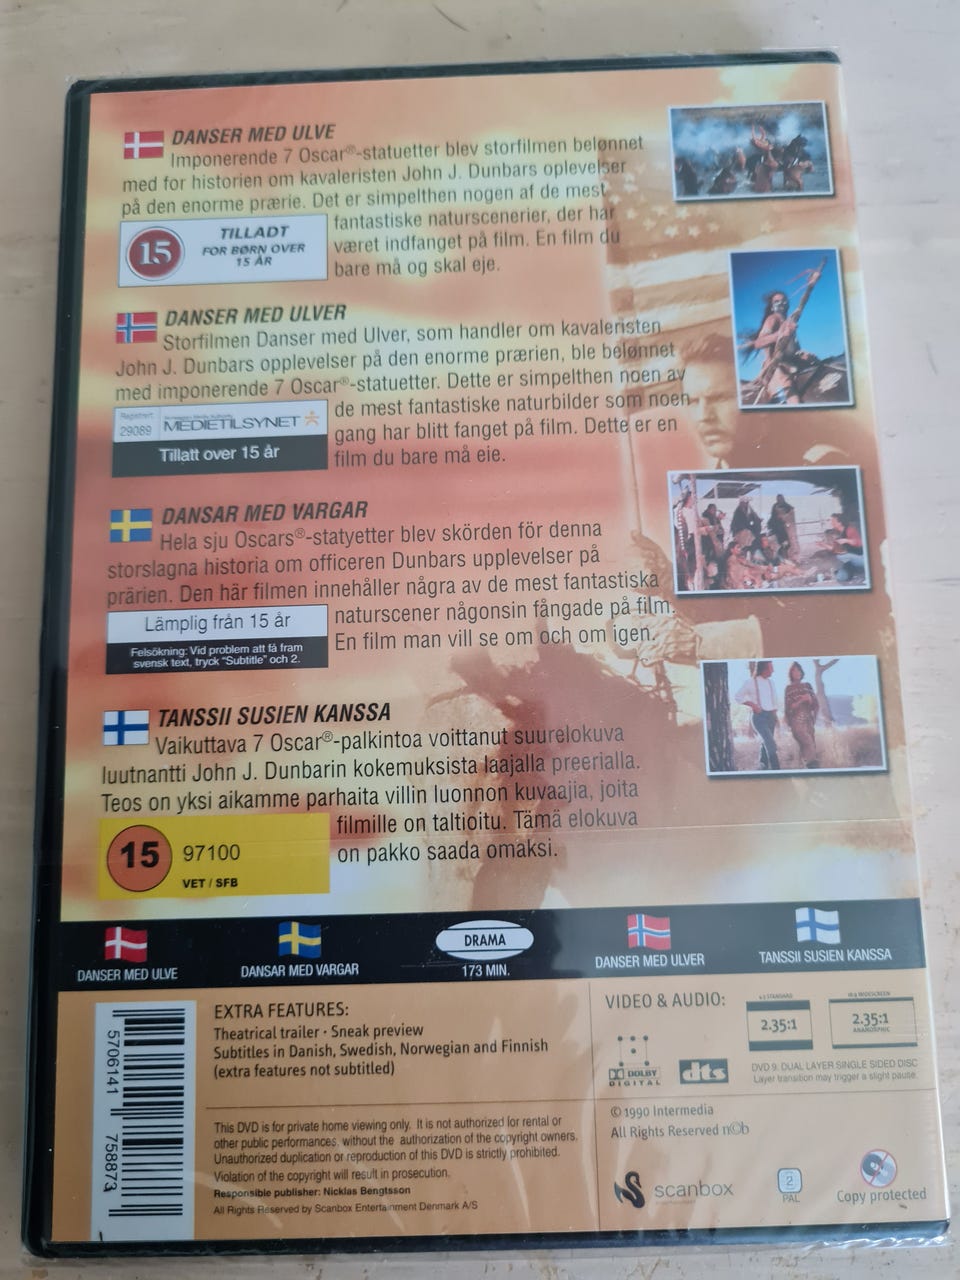 DANSER MED ULVE
Imponerende 7 Oscar®-statuetter blev storfilmen belønnet
med for historien om kavaleristen John J. Dunbars oplevelser
på den enorme prærie. Det er simpelthen nogen af de mest
fantastiske naturscenerier, der har
været indfanget på film. En film du
bare må og skal eje.
15
TILLADT
FOR BØRN OVER
15 ÅR
DANSER MED ULVER
Storfilmen Danser med Ulver, som handler om kavaleristen
John J. Dunbars opplevelser på den enorme prærien, ble belønnet
med imponerende 7 Oscar®-statuetter. Dette er simpelthen noen av
de mest fantastiske naturbilder som noen
gang har blitt fanget på film. Dette er en
film du bare må eie.
Registrert
29089
Norwegian Media Authority
MEDIETILSYNET
Tillatt over 15 år
DANSAR MED VARGAR
Hela sju Oscars®-statyetter blev skörden för denna
storslagna historia om officeren Dunbars upplevelser på
prärien. Den här filmen innehåller några av de mest fantastiska
naturscener någonsin fångade på film.
En film man vill se om och om igen.
Lämplig från 15 år
Felsökning: Vid problem att få fram
svensk text, tryck "Subtitle" och 2.
TANSSII SUSIEN KANSSA
Vaikuttava 7 Oscar®-palkintoa voittanut suurelokuva
luutnantti John J. Dunbarin kokemuksista laajalla preerialla.
Teos on yksi aikamme parhaita villin luonnon kuvaajia, joita
filmille on taltioitu. Tämä elokuva
on pakko saada omaksi.
15 97100
VET / SFB
DANSER MED ULVE
DANSAR MED VARGAR
DRAMA
173 MIN.
DANSER MED ULVER
TANSSII SUSIEN KANSSA
5706141 758873
EXTRA FEATURES:
Theatrical trailer · Sneak preview
Subtitles in Danish, Swedish, Norwegian and Finnish
(extra features not subtitled)
This DVD is for private home viewing only. It is not authorized for rental or
other public performances, without the authorization of the copyright owners.
Unauthorized duplication or reproduction of this DVD is strictly prohibited.
Violation of the copyright will result in prosecution.
Responsible publisher: Nicklas Bengtsson
All Rights Reserved by Scanbox Entertainment Denmark A/S
VIDEO & AUDIO:
4:3 STANDARD
2.35:1
16:9 WIDESCREEN
2.35:1
ANAMORPHIC
DOLBY
DIGITAL
dts
DVD 9. DUAL LAYER SINGLE SIDED DISC
Layer transition may trigger a slight pause.
© 1990 Intermedia
All Rights Reserved n©b
scanbox
2
PAL
Copy protected